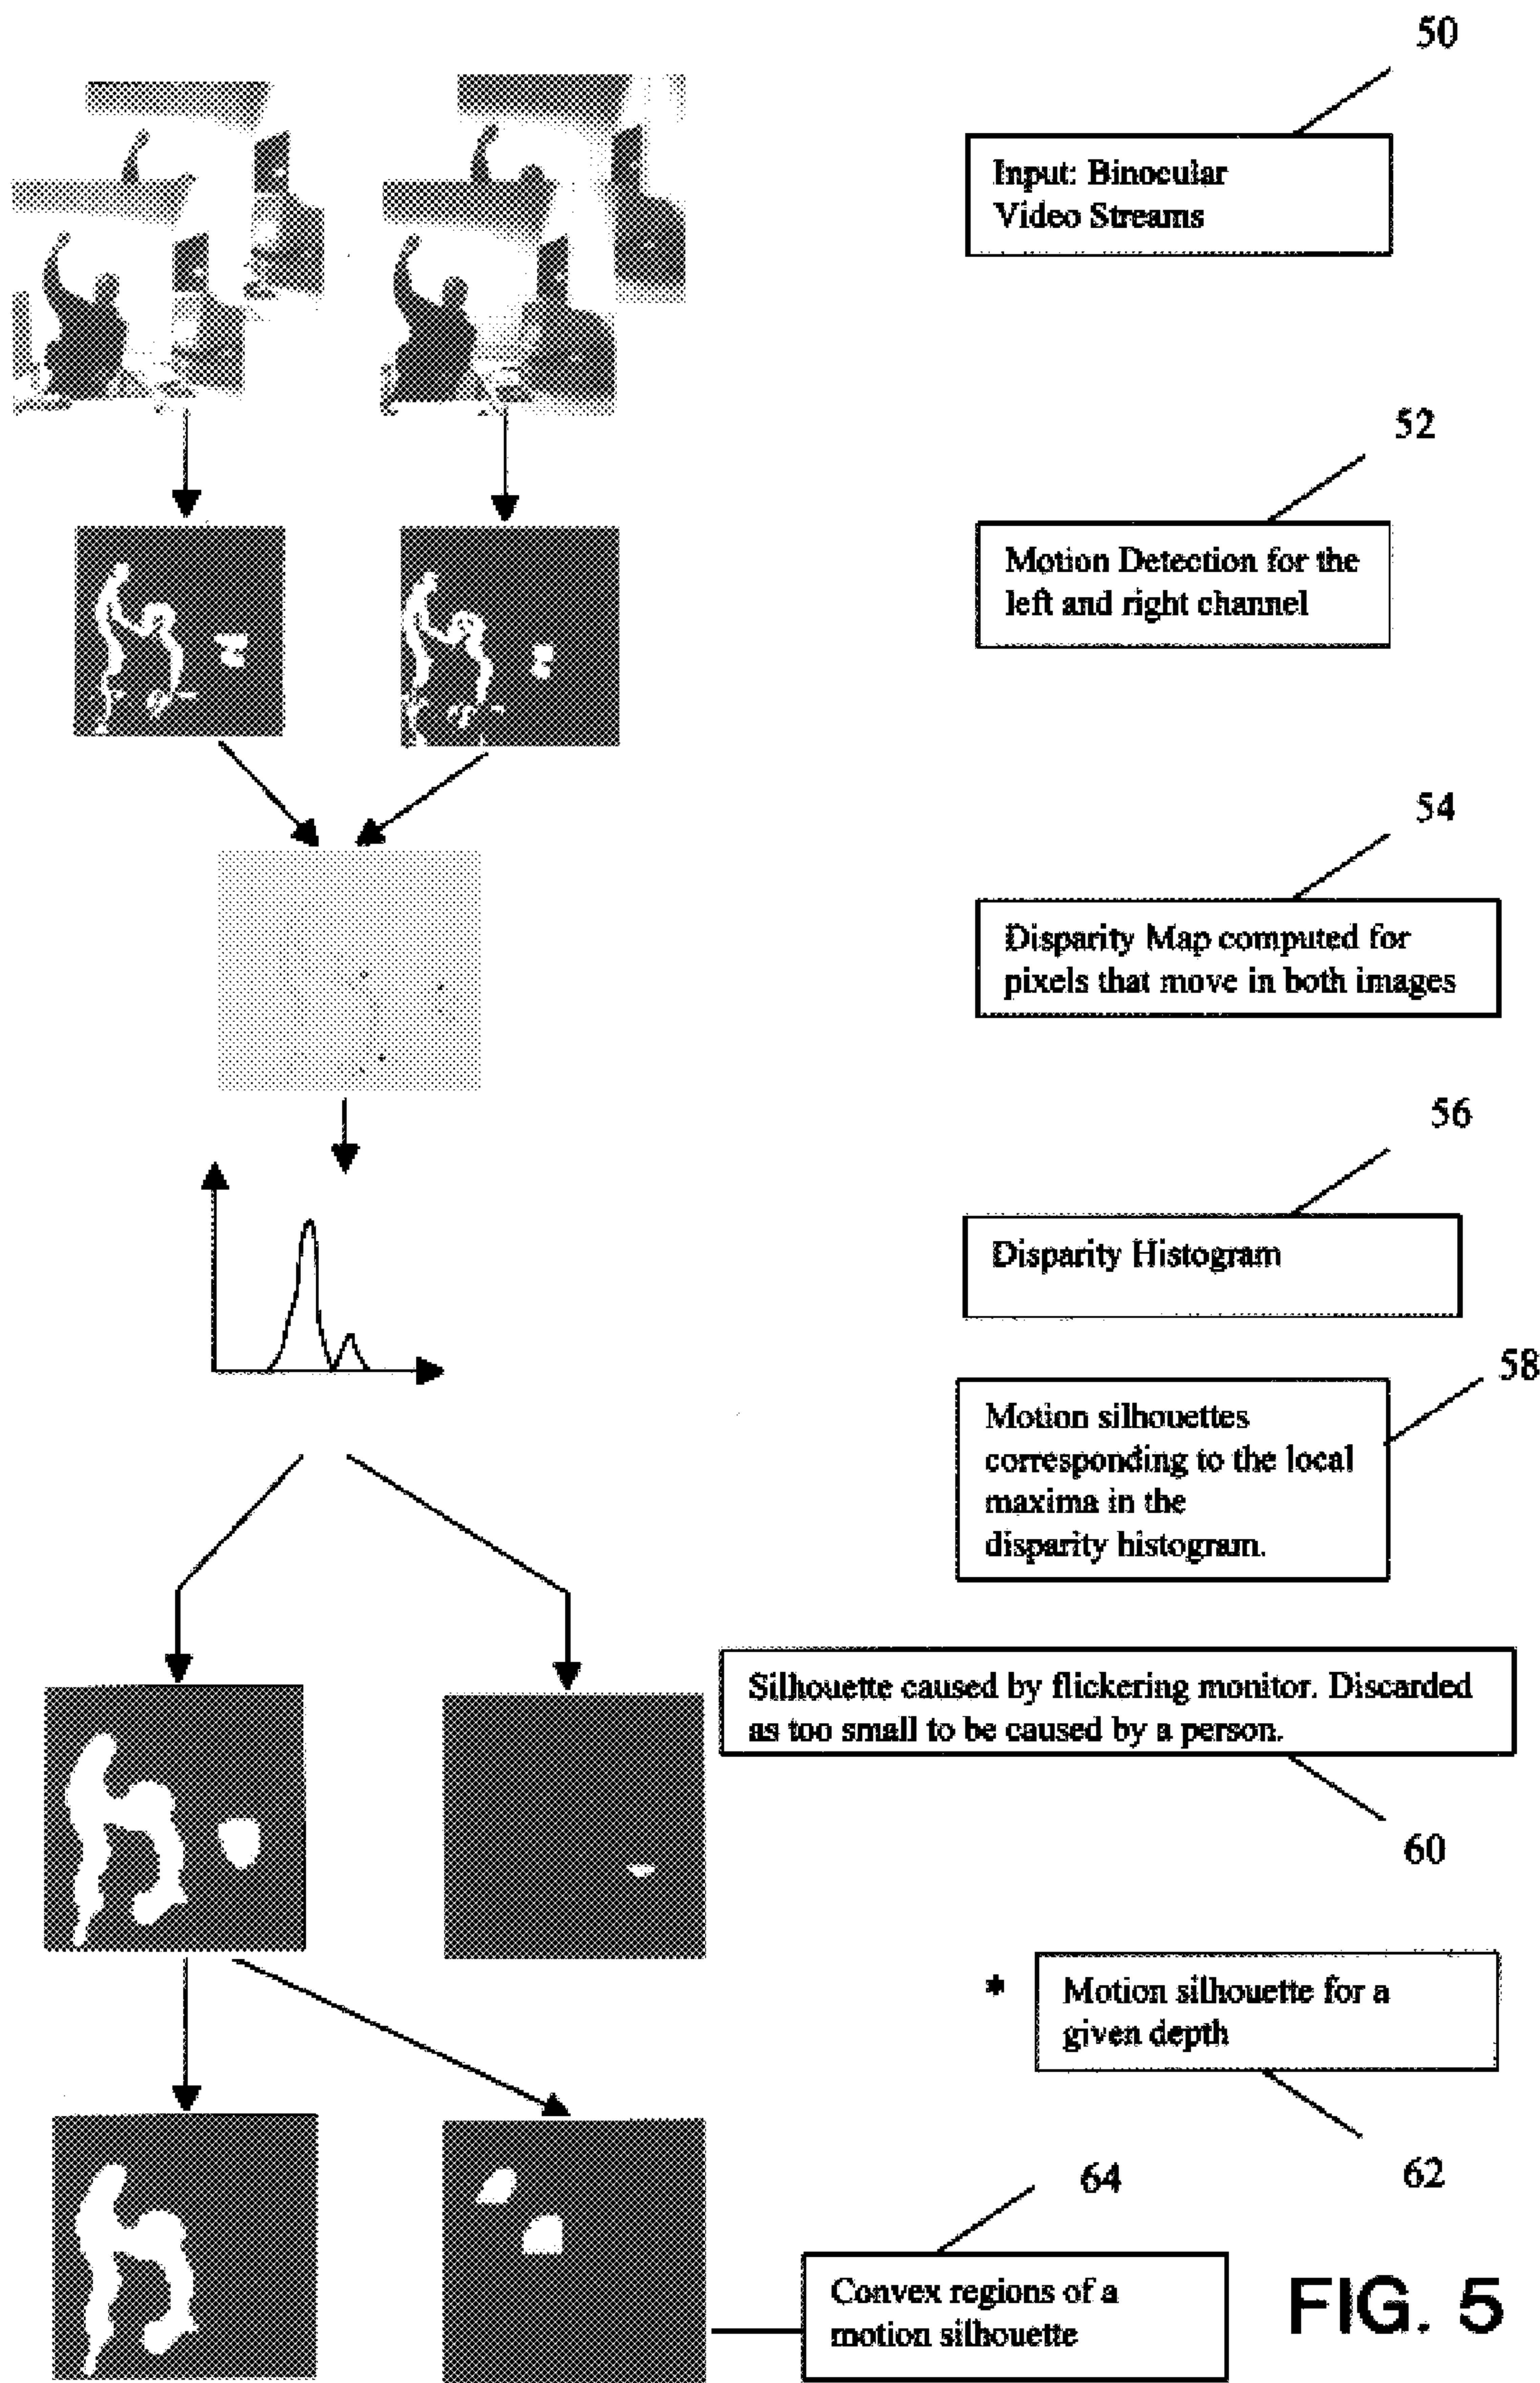 50
Input: Binocular
Video Streams
52
Motion Detection for the
left and right channel
54
Disparity Map computed for
pixels that move in both images
56
Disparity Histogram
58
Motion silhouettes
corresponding to the local
maxima in the
disparity histogram.
Silhouette caused by flickering monitor. Discarded
as too small to be caused by a person.
60
* Motion silhouette for a
given depth
62
64
Convex regions of a
motion silhouette
FIG. 5